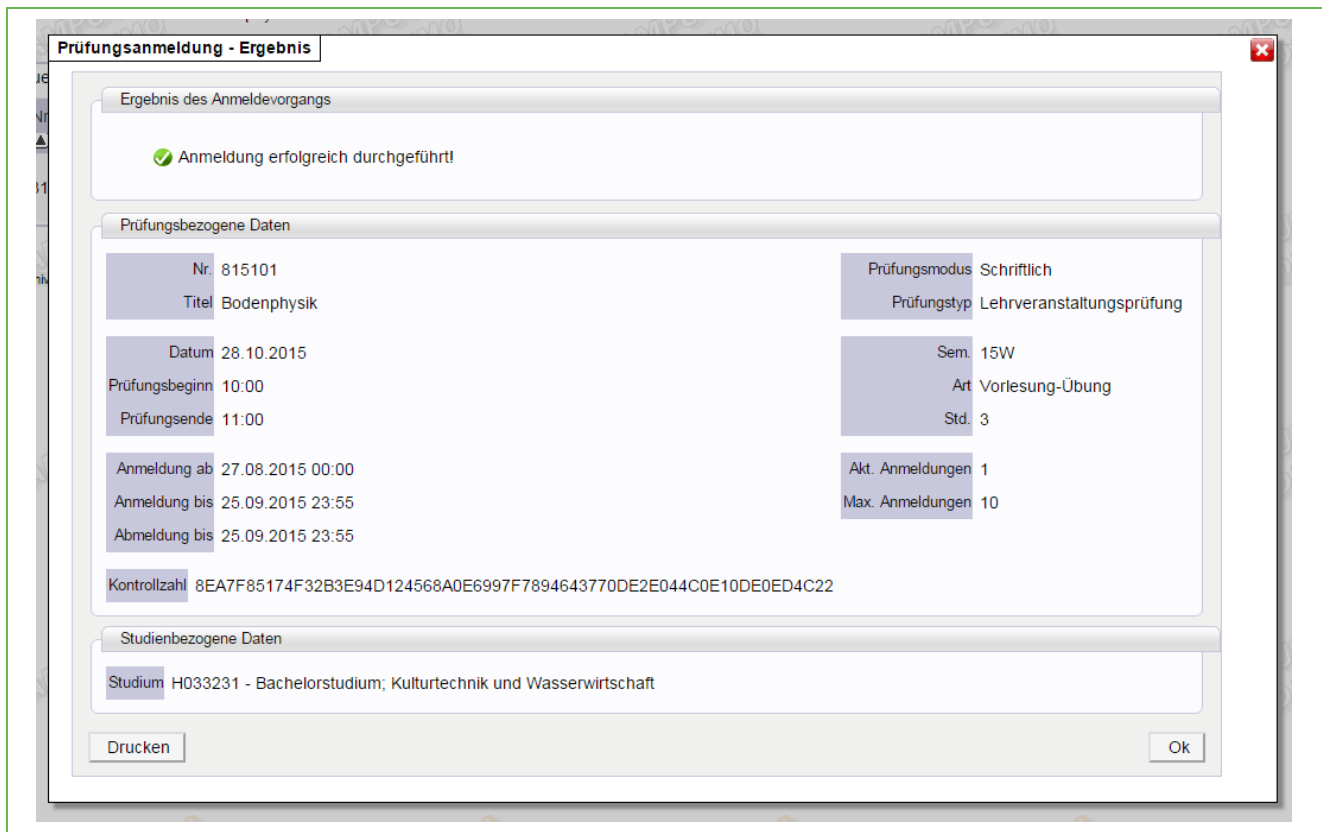 Prüfungsanmeldung - Ergebnis
Ergebnis des Anmeldevorgangs
Anmeldung erfolgreich durchgeführt!
Prüfungsbezogene Daten
Nr. 815101
Titel Bodenphysik
Prüfungsmodus Schriftlich
Prüfungstyp Lehrveranstaltungsprüfung
Datum 28.10.2015
Prüfungsbeginn 10:00
Prüfungsende 11:00
Sem. 15W
Art Vorlesung-Übung
Std. 3
Anmeldung ab 27.08.2015 00:00
Anmeldung bis 25.09.2015 23:55
Abmeldung bis 25.09.2015 23:55
Akt. Anmeldungen 1
Max. Anmeldungen 10
Kontrollzahl 8EA7F85174F32B3E94D124568A0E6997F7894643770DE2E044C0E10DE0ED4C22
Studienbezogene Daten
Studium H033231 - Bachelorstudium; Kulturtechnik und Wasserwirtschaft
Drucken
Ok